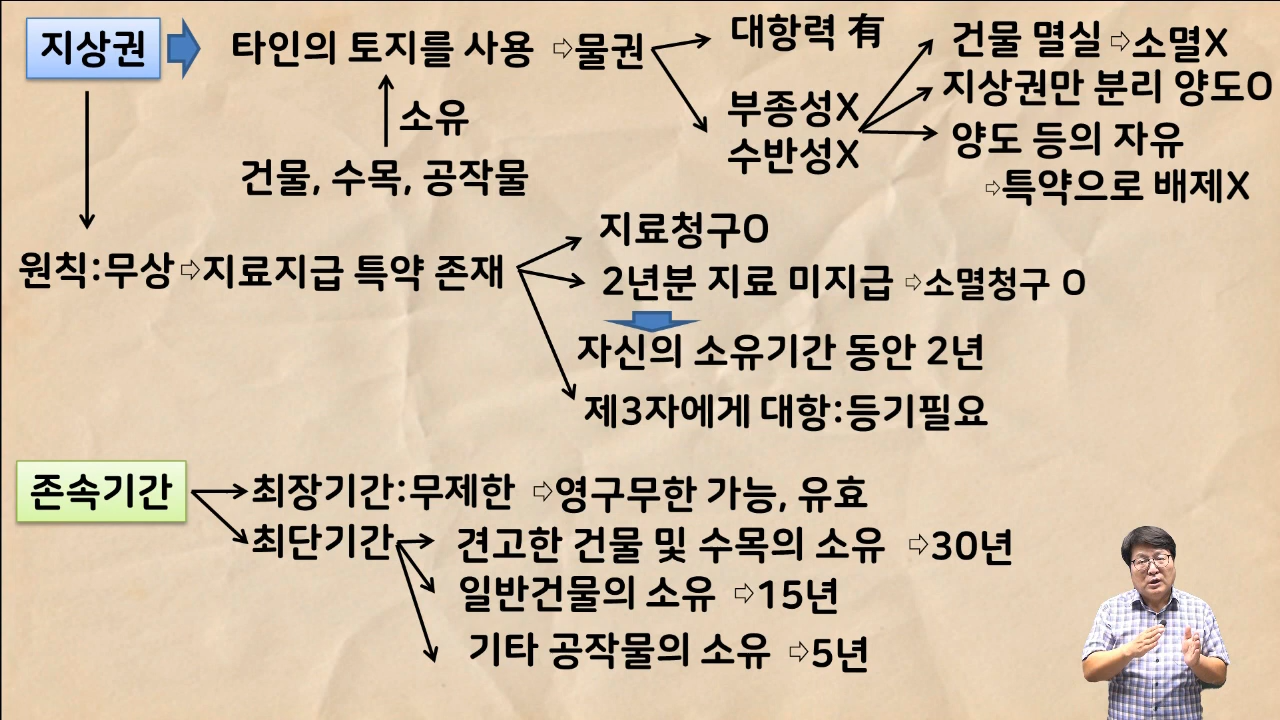 지상권
타인의 토지를 사용 ⇨물권
대항력 有
부종성X
수반성X
건물 멸실 ⇨소멸X
지상권만 분리 양도O
양도 등의 자유
⇨특약으로 배제X
소유
건물, 수목, 공작물
원칙:무상⇨지료지급 특약 존재
지료청구O
2년분 지료 미지급 ⇨소멸청구 O
자신의 소유기간 동안 2년
제3자에게 대항:등기필요
존속기간
최장기간:무제한 ⇨영구무한 가능, 유효
최단기간
견고한 건물 및 수목의 소유 ⇨30년
일반건물의 소유 ⇨15년
기타 공작물의 소유 ⇨5년